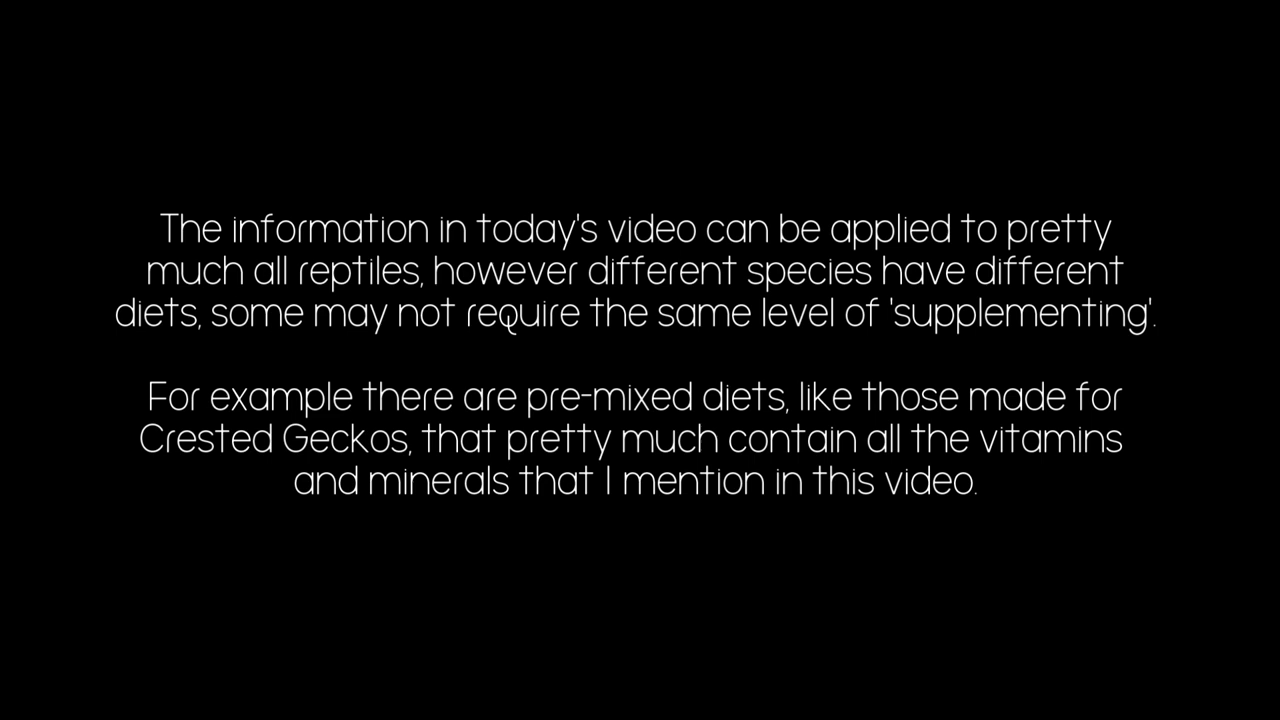 The information in today's video can be applied to pretty
much all reptiles, however different species have different
diets, some may not require the same level of 'supplementing'.
For example there are pre-mixed diets, like those made for
Crested Geckos, that pretty much contain all the vitamins
and minerals that I mention in this video.